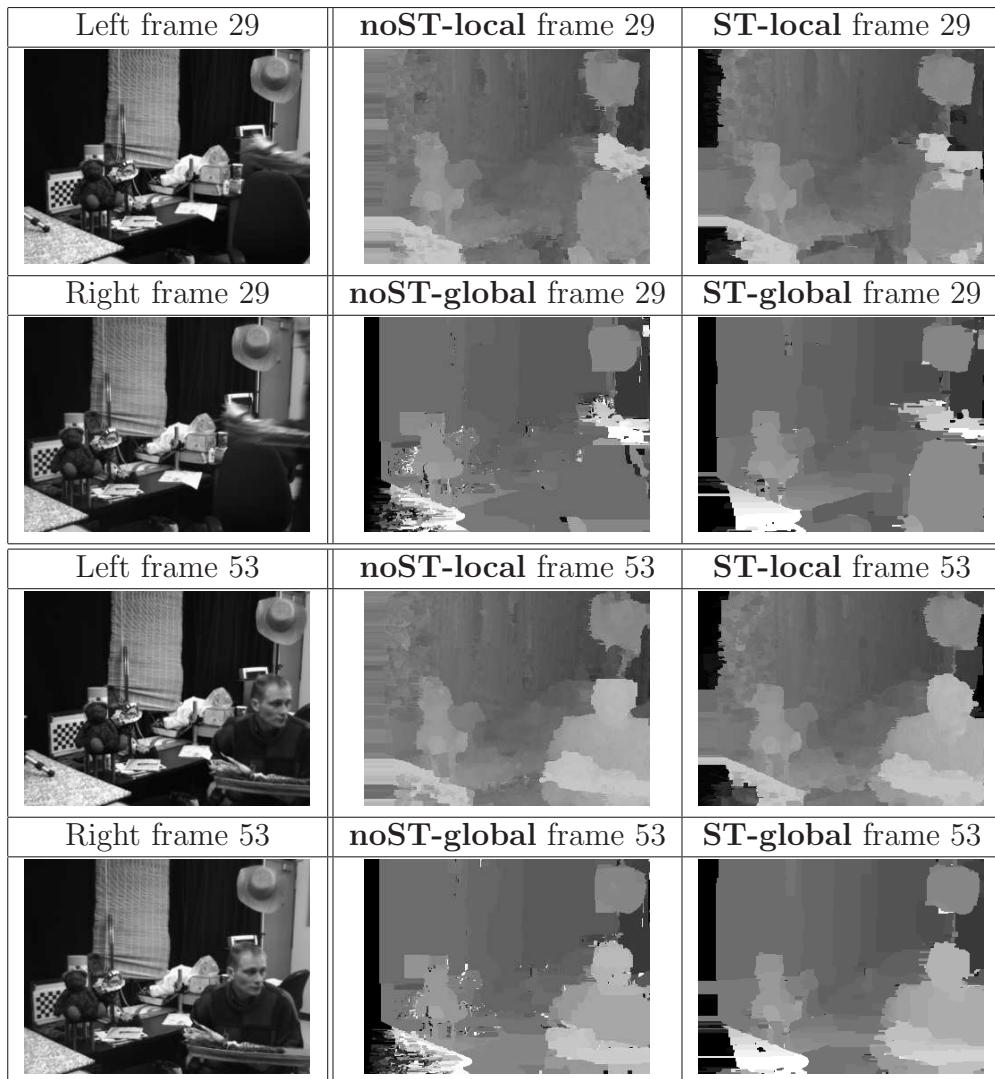 Left frame 29 noST-local frame 29 ST-local frame 29
Right frame 29 noST-global frame 29 ST-global frame 29
Left frame 53 noST-local frame 53 ST-local frame 53
Right frame 53 noST-global frame 53 ST-global frame 53